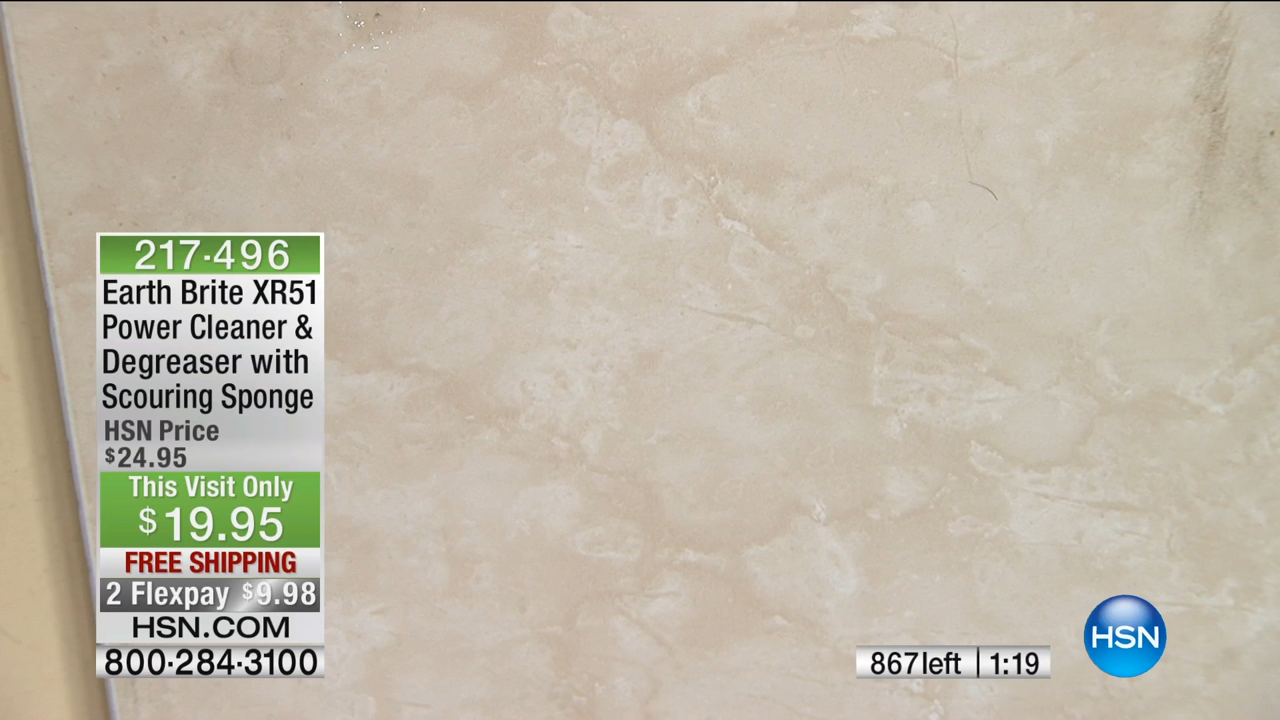 217·496
Earth Brite XR51
Power Cleaner &
Degreaser with
Scouring Sponge
HSN Price
$24.95
This Visit Only
$19.95
FREE SHIPPING
2 Flexpay $9.98
HSN.COM
800·284·3100
867left | 1:19
HSN